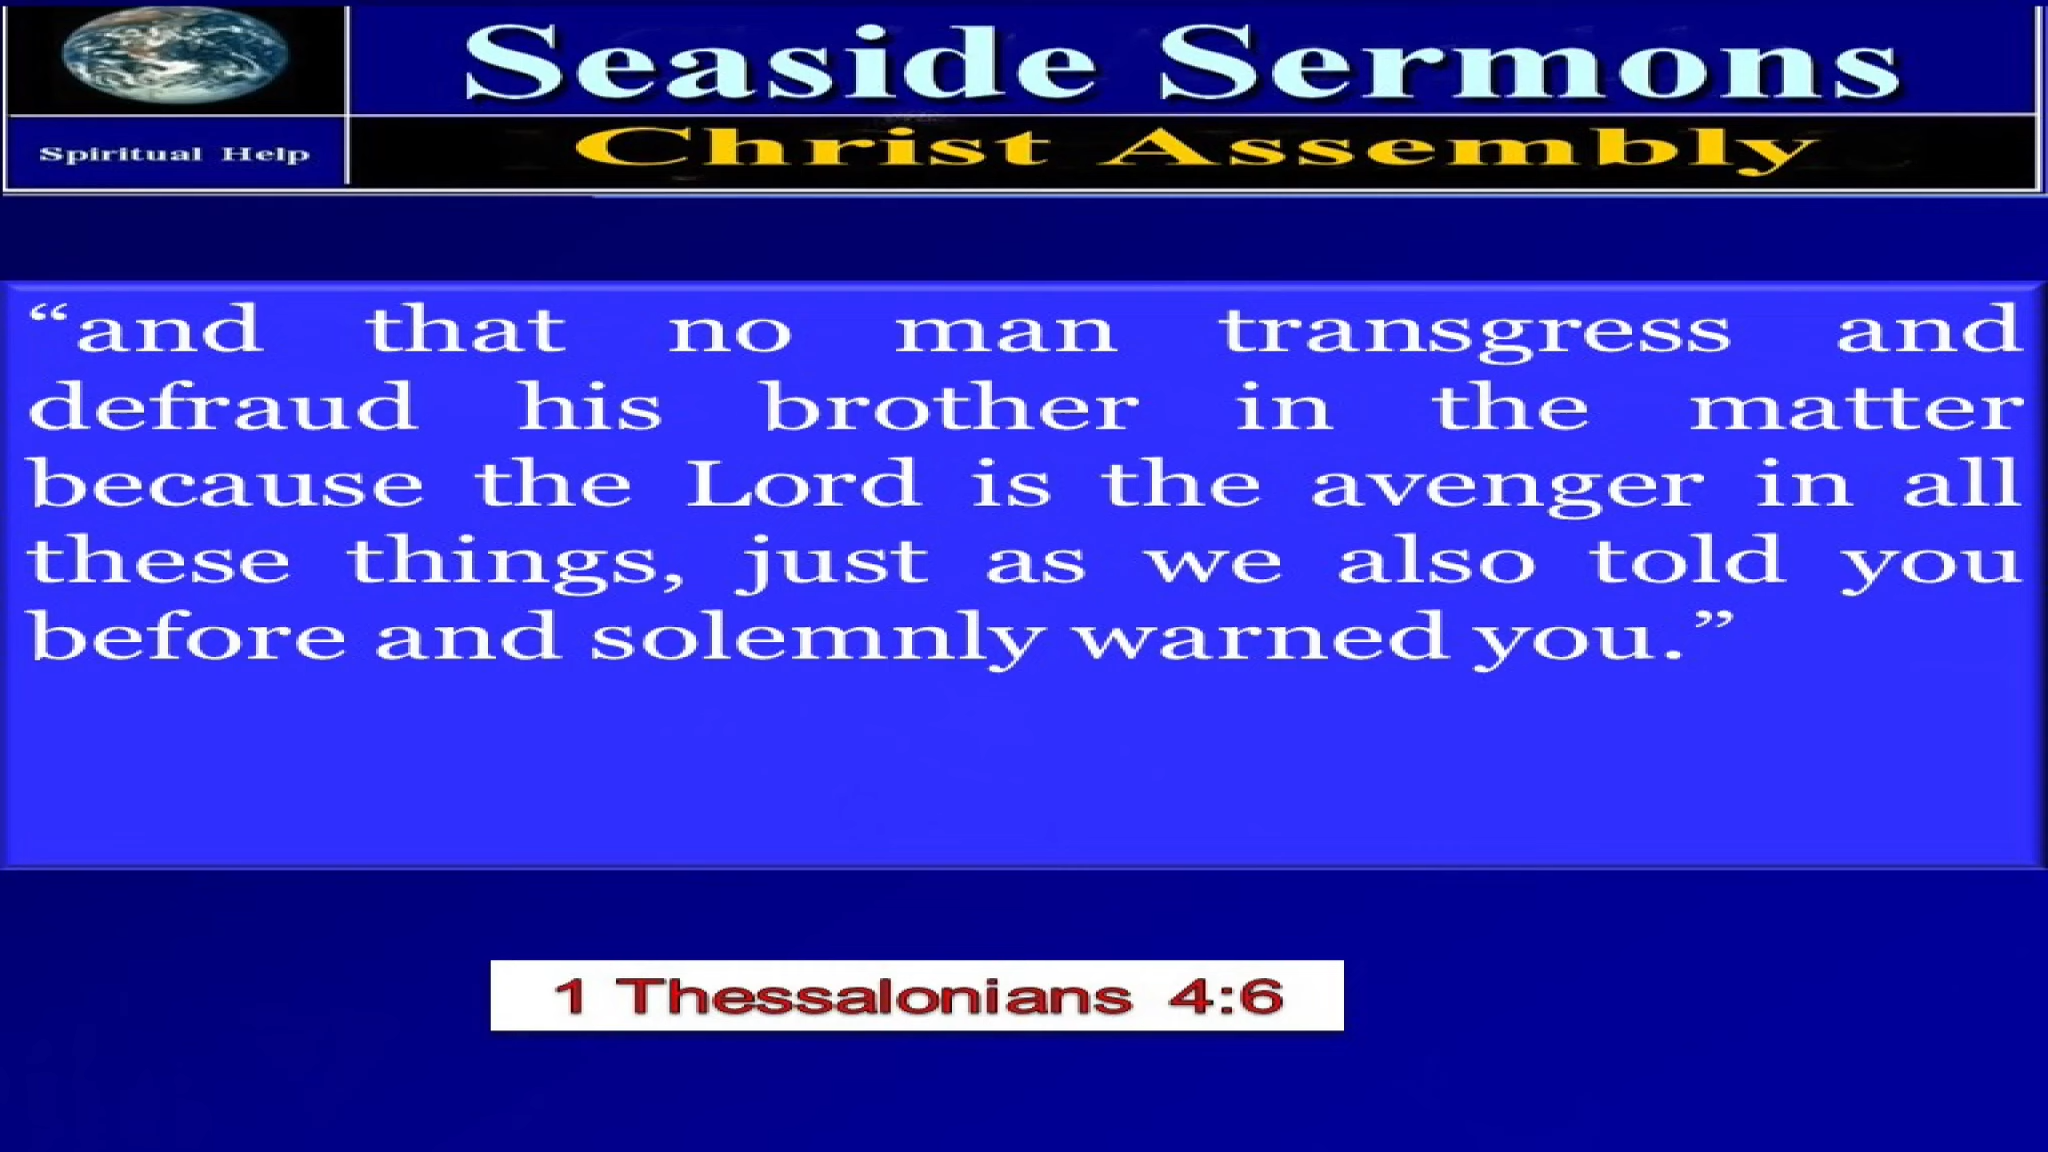 Seaside Sermons
Spiritual Help
Christ Assembly
“and that no man transgress and
defraud his brother in the matter
because the Lord is the avenger in all
these things, just as we also told you
before and solemnly warned you.”
1 Thessalonians 4:6